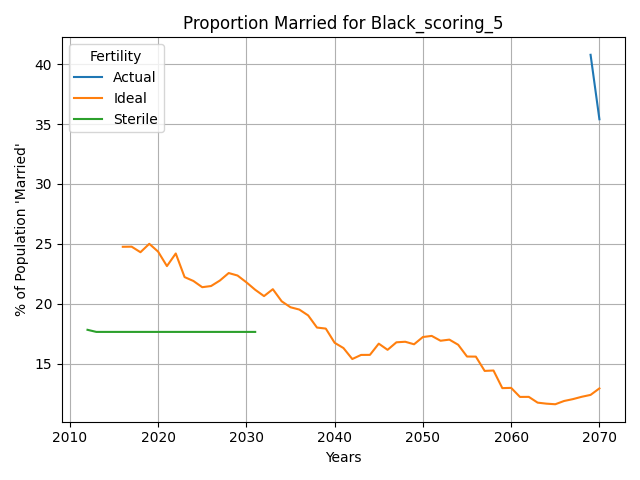 Proportion Married for Black_scoring_5
Fertility
Actual
Ideal
Sterile
% of Population 'Married'
40
35
30
25
20
15
2010 2020 2030 2040 2050 2060 2070
Years